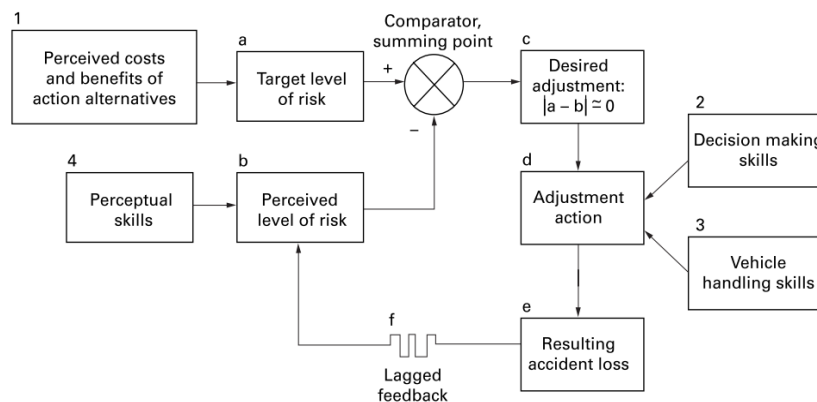 1
Perceived costs
and benefits of
action alternatives
a
Target level
of risk
+
Comparator,
summing point
−
c
Desired
adjustment:
|a – b| ≃ 0
2
Decision making
skills
4
Perceptual
skills
b
Perceived
level of risk
d
Adjustment
action
3
Vehicle
handling skills
f
Lagged
feedback
e
Resulting
accident loss